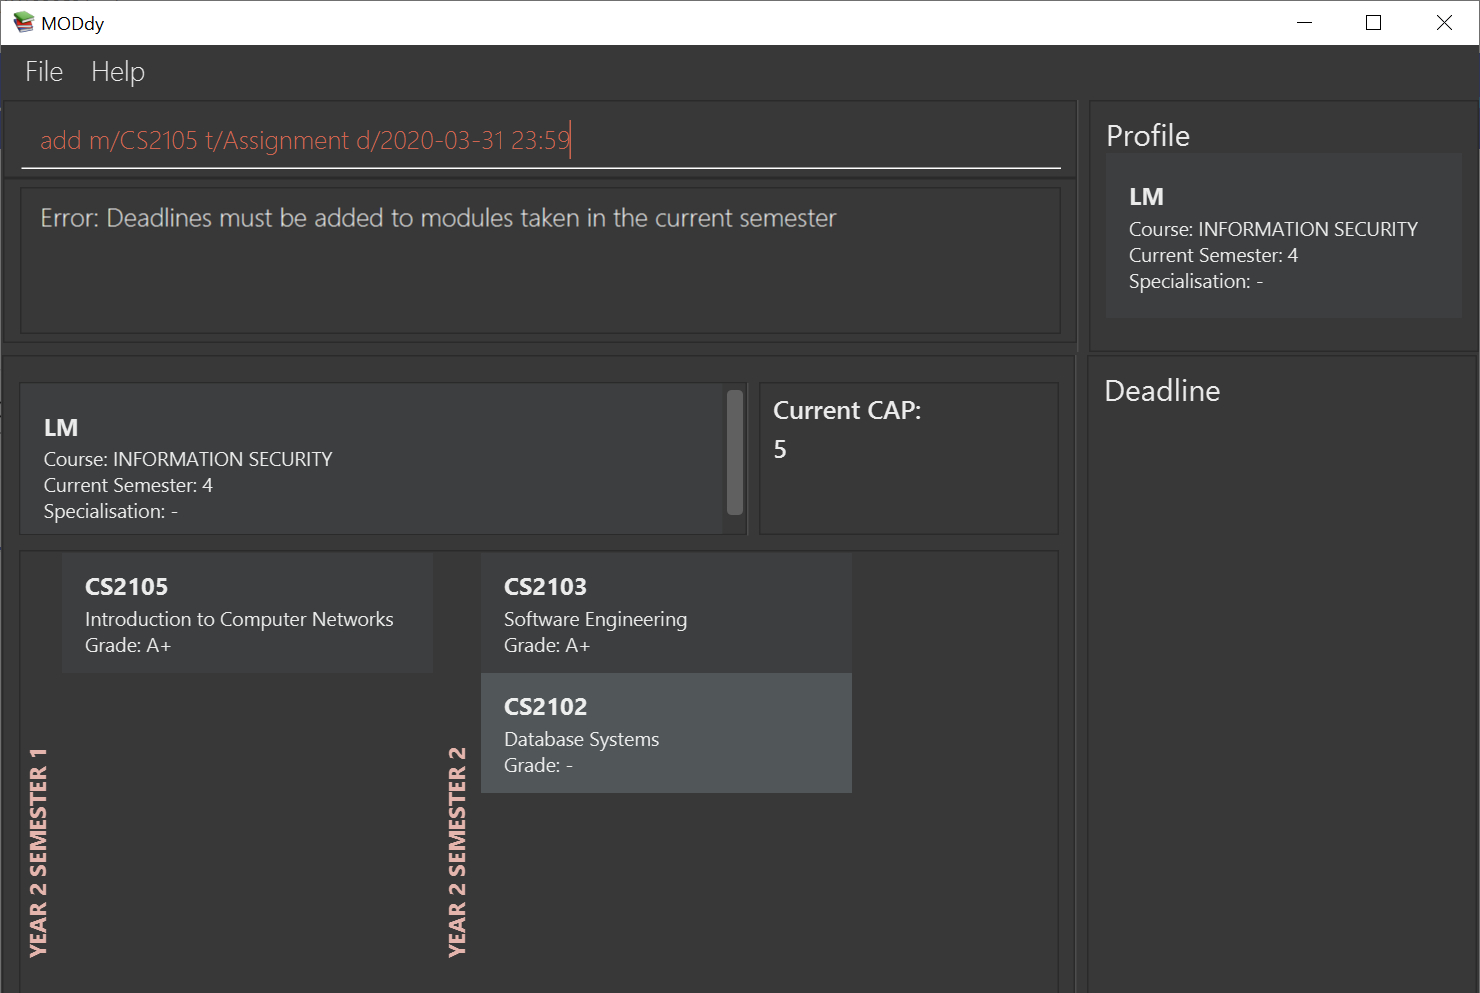 MODdy
File Help
add m/CS2105 t/Assignment d/2020-03-31 23:59
Error: Deadlines must be added to modules taken in the current semester
Profile
LM
Course: INFORMATION SECURITY
Current Semester: 4
Specialisation: -
LM
Course: INFORMATION SECURITY
Current Semester: 4
Specialisation: -
Current CAP:
5
Deadline
YEAR 2 SEMESTER 1
CS2105
Introduction to Computer Networks
Grade: A+
YEAR 2 SEMESTER 2
CS2103
Software Engineering
Grade: A+
CS2102
Database Systems
Grade: -